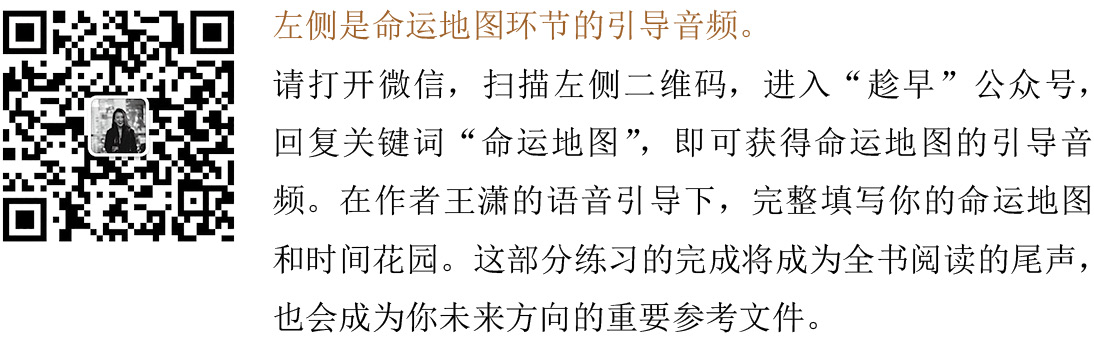 左侧是命运地图环节的引导音频。
请打开微信，扫描左侧二维码，进入“趁早”公众号，
回复关键词“命运地图”，即可获得命运地图的引导音
频。在作者王潇的语音引导下，完整填写你的命运地图
和时间花园。这部分练习的完成将成为全书阅读的尾声，
也会成为你未来方向的重要参考文件。